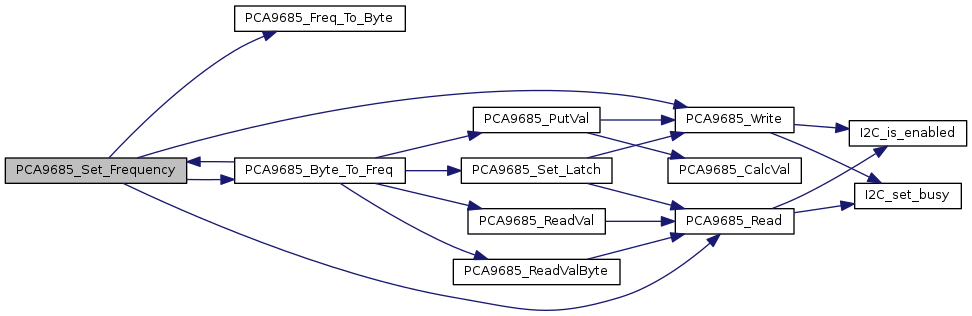 PCA9685_Freq_To_Byte
PCA9685_PutVal
PCA9685_Write
I2C_is_enabled
PCA9685_Set_Frequency
PCA9685_Byte_To_Freq
PCA9685_Set_Latch
PCA9685_CalcVal
I2C_set_busy
PCA9685_ReadVal
PCA9685_Read
PCA9685_ReadValByte